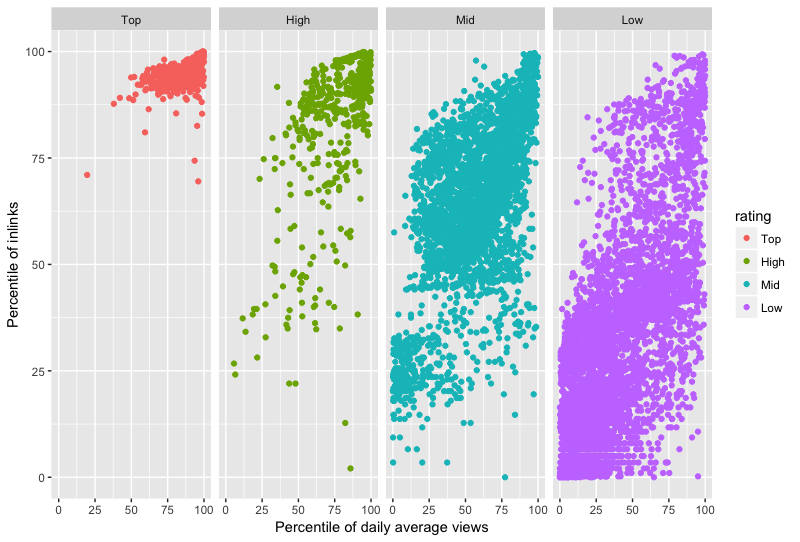 Top High Mid Low
100
75
50
25
0
Percentile of inlinks
0 25 50 75 100 0 25 50 75 100 0 25 50 75 100 0 25 50 75 100
Percentile of daily average views
rating
Top
High
Mid
Low